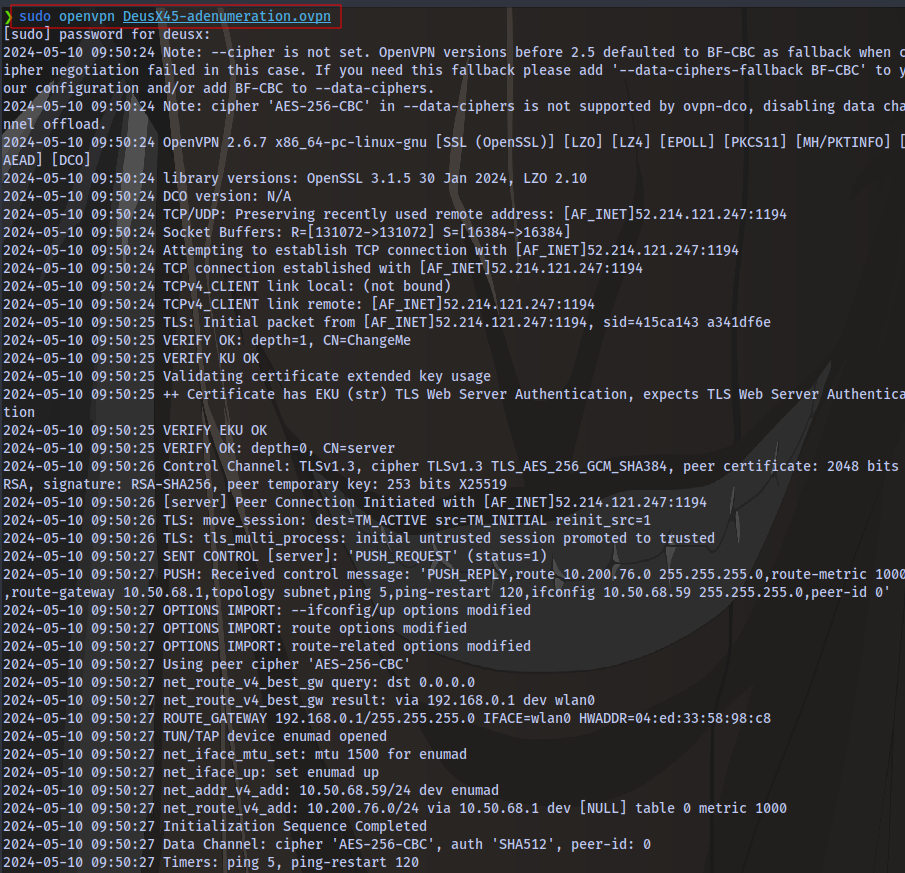 ❯ sudo openvpn DeusX45-adenumeration.ovpn
[sudo] password for deusx:
2024-05-10 09:50:24 Note: --cipher is not set. OpenVPN versions before 2.5 defaulted to BF-CBC as fallback when c
ipher negotiation failed in this case. If you need this fallback please add '--data-ciphers-fallback BF-CBC' to y
our configuration and/or add BF-CBC to --data-ciphers.
2024-05-10 09:50:24 Note: cipher 'AES-256-CBC' in --data-ciphers is not supported by ovpn-dco, disabling data cha
nnel offload.
2024-05-10 09:50:24 OpenVPN 2.6.7 x86_64-pc-linux-gnu [SSL (OpenSSL)] [LZO] [LZ4] [EPOLL] [PKCS11] [MH/PKTINFO] [
AEAD] [DCO]
2024-05-10 09:50:24 library versions: OpenSSL 3.1.5 30 Jan 2024, LZO 2.10
2024-05-10 09:50:24 DCO version: N/A
2024-05-10 09:50:24 TCP/UDP: Preserving recently used remote address: [AF_INET]52.214.121.247:1194
2024-05-10 09:50:24 Socket Buffers: R=[131072->131072] S=[16384->16384]
2024-05-10 09:50:24 Attempting to establish TCP connection with [AF_INET]52.214.121.247:1194
2024-05-10 09:50:24 TCP connection established with [AF_INET]52.214.121.247:1194
2024-05-10 09:50:24 TCPv4_CLIENT link local: (not bound)
2024-05-10 09:50:24 TCPv4_CLIENT link remote: [AF_INET]52.214.121.247:1194
2024-05-10 09:50:25 TLS: Initial packet from [AF_INET]52.214.121.247:1194, sid=415ca143 a341df6e
2024-05-10 09:50:25 VERIFY OK: depth=1, CN=ChangeMe
2024-05-10 09:50:25 VERIFY KU OK
2024-05-10 09:50:25 Validating certificate extended key usage
2024-05-10 09:50:25 ++ Certificate has EKU (str) TLS Web Server Authentication, expects TLS Web Server Authentica
tion
2024-05-10 09:50:25 VERIFY EKU OK
2024-05-10 09:50:25 VERIFY OK: depth=0, CN=server
2024-05-10 09:50:26 Control Channel: TLSv1.3, cipher TLSv1.3 TLS_AES_256_GCM_SHA384, peer certificate: 2048 bits
RSA, signature: RSA-SHA256, peer temporary key: 253 bits X25519
2024-05-10 09:50:26 [server] Peer Connection Initiated with [AF_INET]52.214.121.247:1194
2024-05-10 09:50:26 TLS: move_session: dest=TM_ACTIVE src=TM_INITIAL reinit_src=1
2024-05-10 09:50:26 TLS: tls_multi_process: initial untrusted session promoted to trusted
2024-05-10 09:50:27 SENT CONTROL [server]: 'PUSH_REQUEST' (status=1)
2024-05-10 09:50:27 PUSH: Received control message: 'PUSH_REPLY,route 10.200.76.0 255.255.255.0,route-metric 1000
,route-gateway 10.50.68.1,topology subnet,ping 5,ping-restart 120,ifconfig 10.50.68.59 255.255.255.0,peer-id 0'
2024-05-10 09:50:27 OPTIONS IMPORT: --ifconfig/up options modified
2024-05-10 09:50:27 OPTIONS IMPORT: route options modified
2024-05-10 09:50:27 OPTIONS IMPORT: route-related options modified
2024-05-10 09:50:27 Using peer cipher 'AES-256-CBC'
2024-05-10 09:50:27 net_route_v4_best_gw query: dst 0.0.0.0
2024-05-10 09:50:27 net_route_v4_best_gw result: via 192.168.0.1 dev wlan0
2024-05-10 09:50:27 ROUTE_GATEWAY 192.168.0.1/255.255.255.0 IFACE=wlan0 HWADDR=04:ed:33:58:98:c8
2024-05-10 09:50:27 TUN/TAP device enumad opened
2024-05-10 09:50:27 net_iface_mtu_set: mtu 1500 for enumad
2024-05-10 09:50:27 net_iface_up: set enumad up
2024-05-10 09:50:27 net_addr_v4_add: 10.50.68.59/24 dev enumad
2024-05-10 09:50:27 net_route_v4_add: 10.200.76.0/24 via 10.50.68.1 dev [NULL] table 0 metric 1000
2024-05-10 09:50:27 Initialization Sequence Completed
2024-05-10 09:50:27 Data Channel: cipher 'AES-256-CBC', auth 'SHA512', peer-id: 0
2024-05-10 09:50:27 Timers: ping 5, ping-restart 120